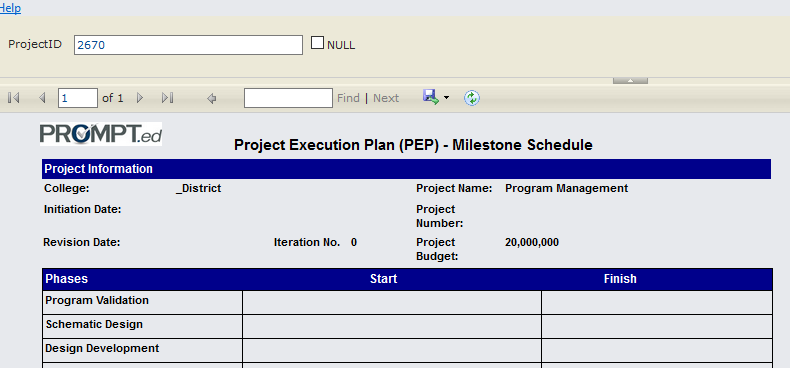 Help
ProjectID 2670 NULL
1 of 1 Find | Next
PROMPT.ed
Project Execution Plan (PEP) - Milestone Schedule
Project Information
College: _District Project Name: Program Management
Initiation Date: Project Number:
Revision Date: Iteration No. 0 Project Budget: 20,000,000
Phases Start Finish
Program Validation
Schematic Design
Design Development